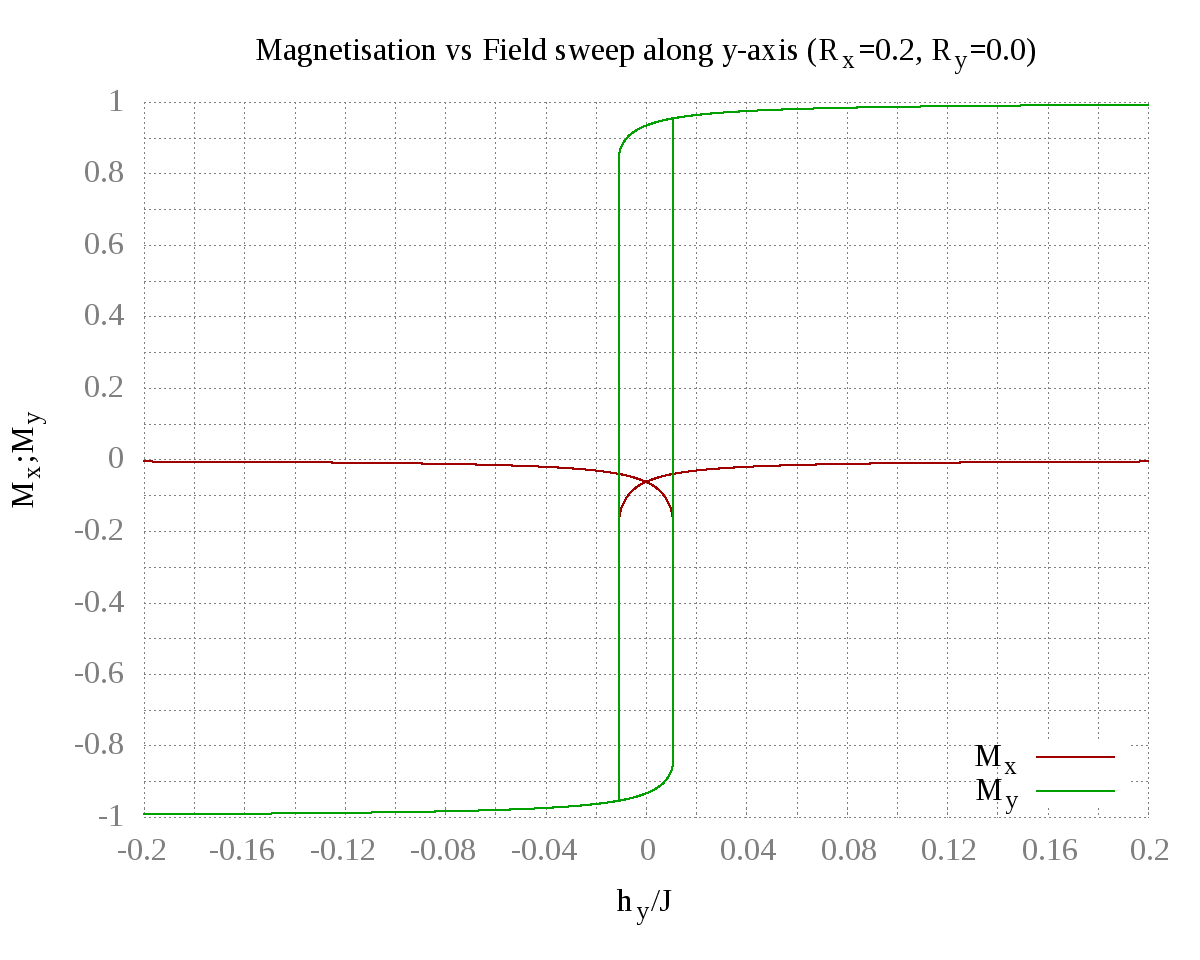 Magnetisation vs Field sweep along y-axis (Rx=0.2, Ry=0.0)
1
0.8
0.6
0.4
0.2
0
-0.2
-0.4
-0.6
-0.8
-1
Mx;My
Mx
My
-0.2 -0.16 -0.12 -0.08 -0.04 0 0.04 0.08 0.12 0.16 0.2
hy/J